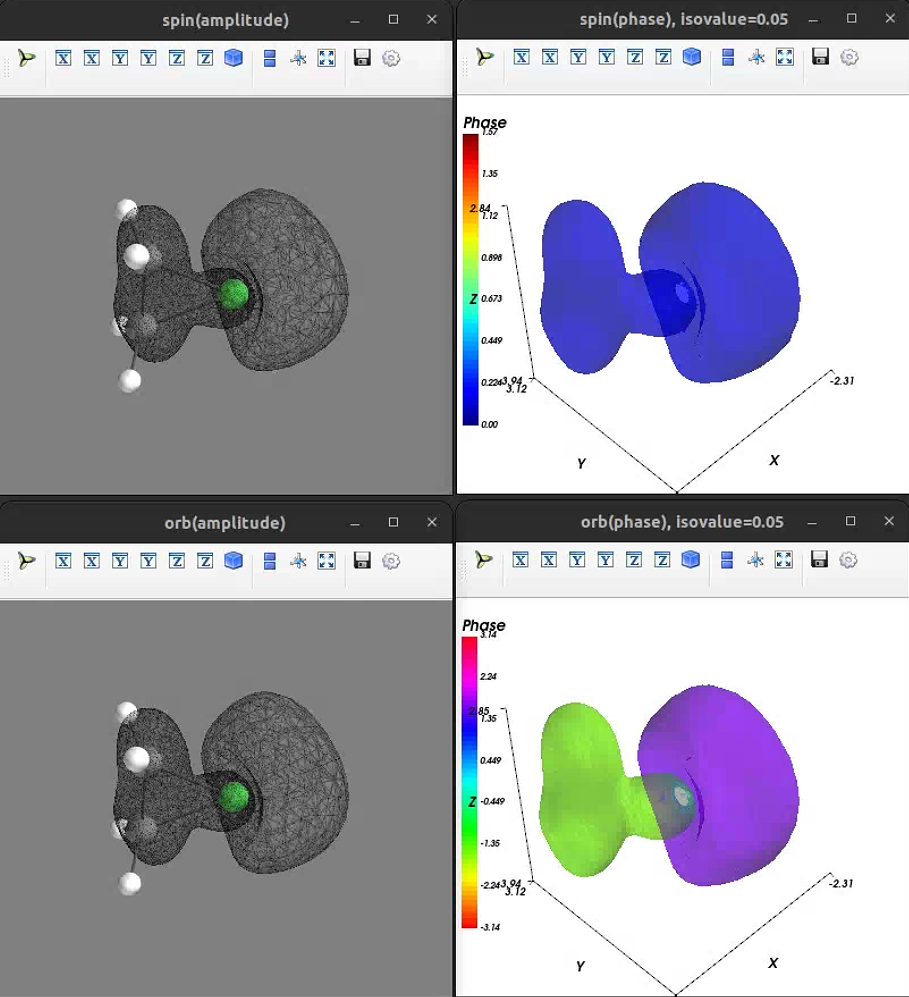 spin(amplitude)
spin(phase), isovalue=0.05
X X Y Y Z Z
X X Y Y Z Z
Phase
1.57
1.35
2.84
1.12
0.898
Z
0.673
0.449
0.224
3.94
3.12
0.00
-2.31
Y
X
orb(amplitude)
orb(phase), isovalue=0.05
X X Y Y Z Z
X X Y Y Z Z
Phase
3.14
2.24
2.85
1.35
0.449
Z
-0.449
-1.35
-2.24
3.94
3.12
-3.14
-2.31
Y
X